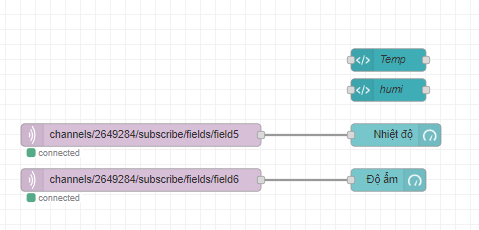 Temp
humi
channels/2649284/subscribe/fields/field5
Nhiệt độ
connected
channels/2649284/subscribe/fields/field6
Độ ẩm
connected